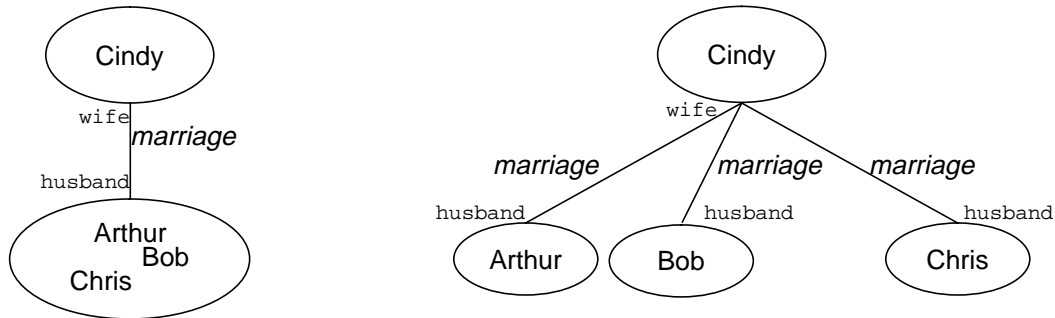 Cindy
wife
marriage
husband
Arthur
Bob
Chris
Cindy
wife
marriage marriage marriage
husband husband husband
Arthur Bob Chris